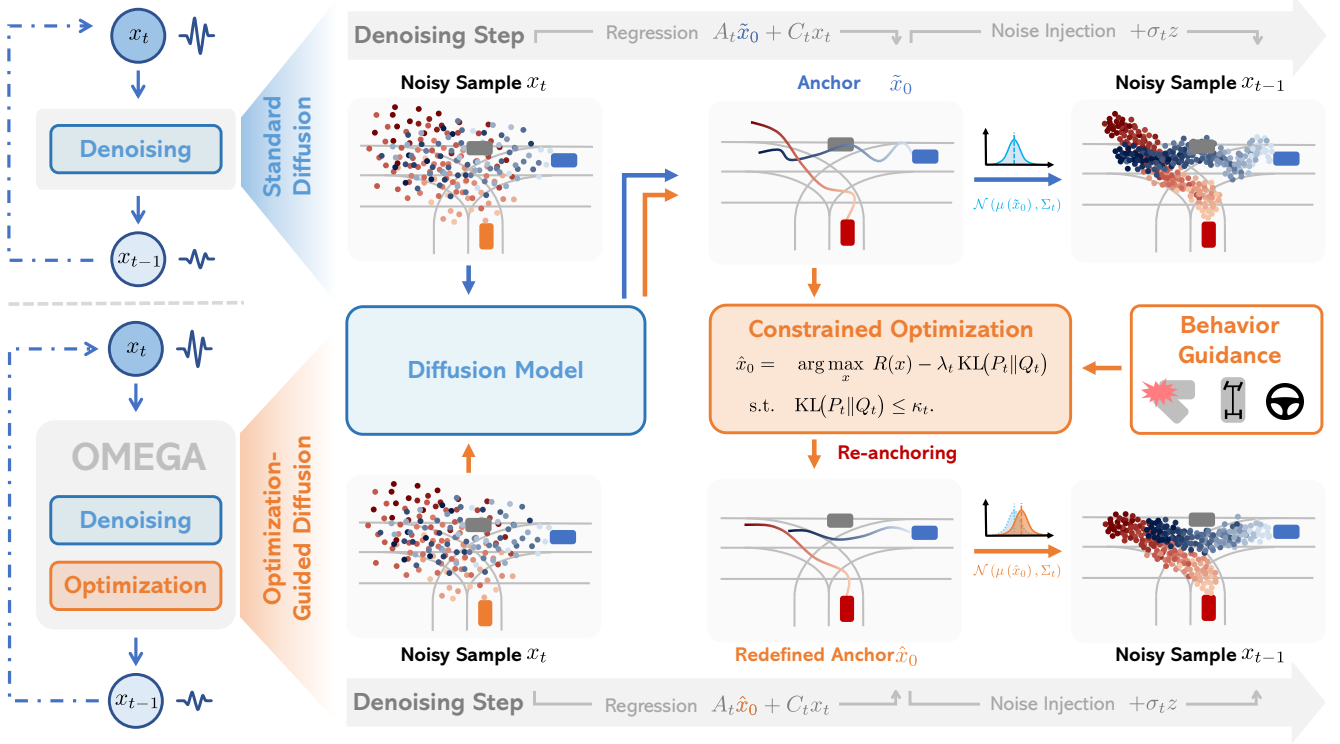 x_t
Denoising
x_{t-1}
Standard
Diffusion
x_t
OMEGA
Denoising
Optimization
x_{t-1}
Optimization-
Guided Diffusion
Denoising Step
Regression A_t x̃_0 + C_t x_t
Noise Injection +σ_t z
Noisy Sample x_t
Anchor x̃_0
Noisy Sample x_{t-1}
N(μ(x̃_0), Σ_t)
Diffusion Model
Constrained Optimization
x̂_0 = arg max_x R(x) − λ_t KL(P_t‖Q_t)
s.t. KL(P_t‖Q_t) ≤ κ_t.
Behavior
Guidance
Re-anchoring
N(μ(x̂_0), Σ_t)
Noisy Sample x_t
Redefined Anchor x̂_0
Noisy Sample x_{t-1}
Denoising Step
Regression A_t x̂_0 + C_t x_t
Noise Injection +σ_t z